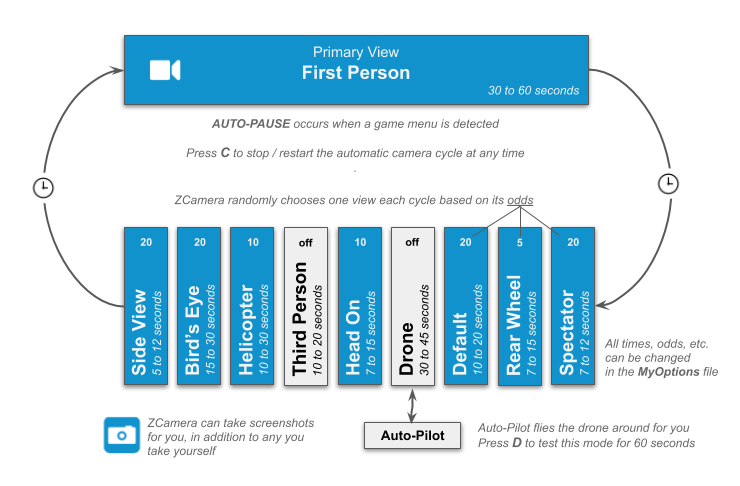 Primary View
First Person
30 to 60 seconds
AUTO-PAUSE occurs when a game menu is detected
Press C to stop / restart the automatic camera cycle at any time
.
ZCamera randomly chooses one view each cycle based on its odds
20
Side View
5 to 12 seconds
20
Bird's Eye
15 to 30 seconds
10
Helicopter
10 to 30 seconds
off
Third Person
10 to 20 seconds
10
Head On
7 to 15 seconds
off
Drone
30 to 45 seconds
20
Default
10 to 20 seconds
5
Rear Wheel
7 to 15 seconds
20
Spectator
7 to 12 seconds
All times, odds, etc.
can be changed
in the MyOptions file
ZCamera can take screenshots
for you, in addition to any you
take yourself
Auto-Pilot
Auto-Pilot flies the drone around for you
Press D to test this mode for 60 seconds